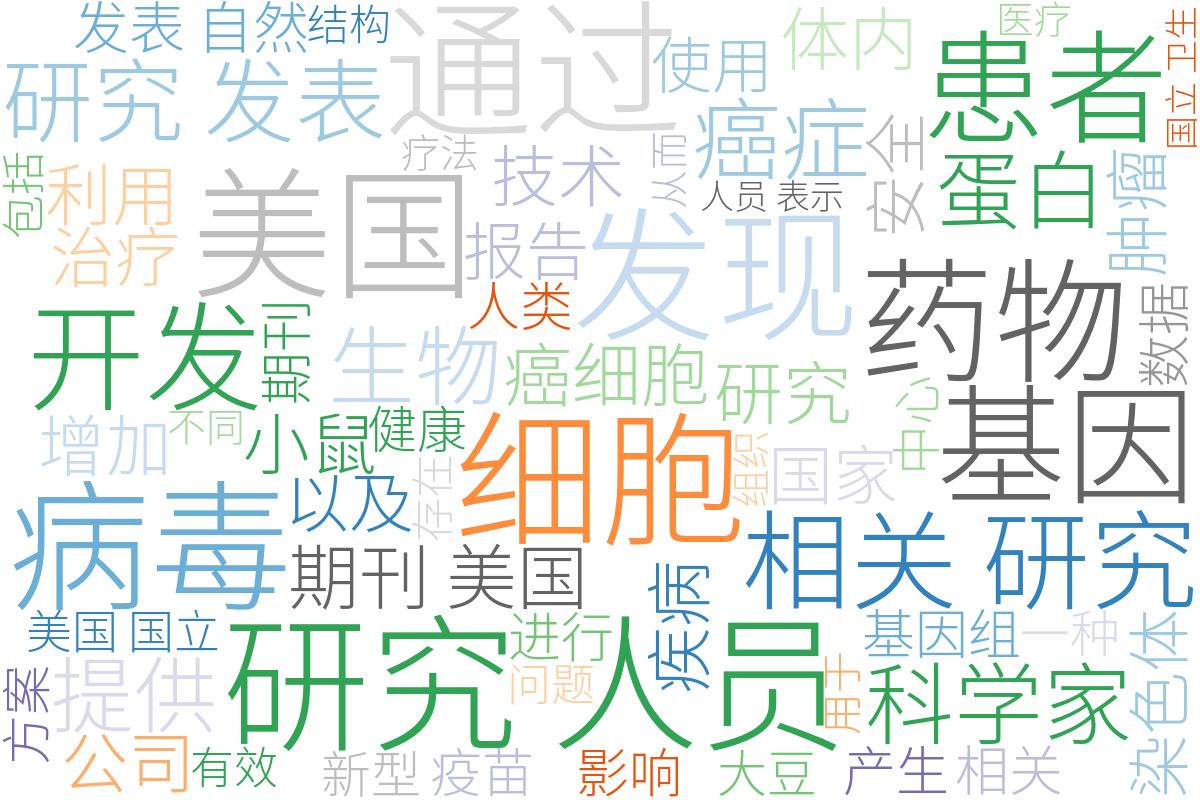 发表 自然
结构
通过
使用
体内
医疗
患者
国立 卫生
研究 发表
癌症
安全
疗法
技术
从而
人员 表示
蛋白
肿瘤
包括
利用
美国
治疗
报告
发现
人类
药物
数据
开发
期刊
生物
癌细胞
研究
中心
基因
增加
不同
小鼠
健康
存在
细胞
组织
国家
病毒
以及
期刊 美国
相关 研究
疾病
美国 国立
研究人员
进行
基因组
一种
色体 染
提供
问题
用于
科学家
方案
公司
有效
新型
疫苗
影响
大豆
产生
相关